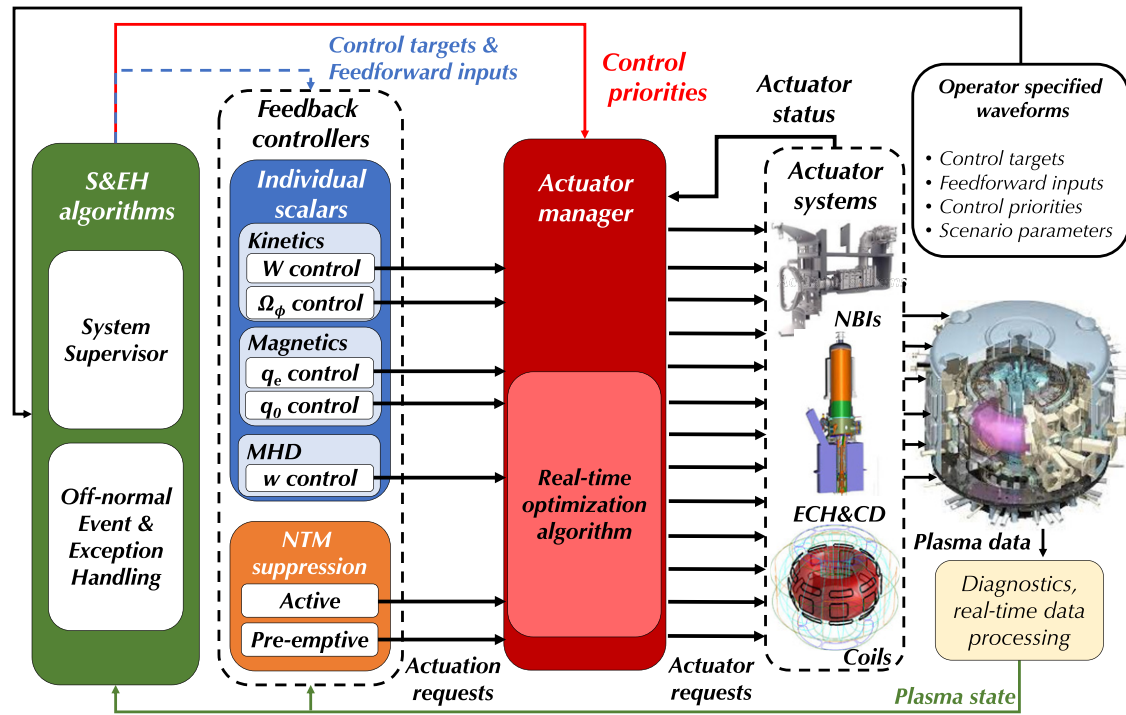 Control targets &
Feedforward inputs
Control
priorities
Actuator
status
Operator specified
waveforms
• Control targets
• Feedforward inputs
• Control priorities
• Scenario parameters
S&EH
algorithms
System
Supervisor
Off-normal
Event &
Exception
Handling
Feedback
controllers
Individual
scalars
Kinetics
W control
Ωϕ control
Magnetics
qe control
q0 control
MHD
w control
NTM
suppression
Active
Pre-emptive
Actuation
requests
Actuator
manager
Real-time
optimization
algorithm
Actuator
requests
Actuator
systems
NBIs
ECH&CD
Coils
Plasma data
Diagnostics,
real-time data
processing
Plasma state